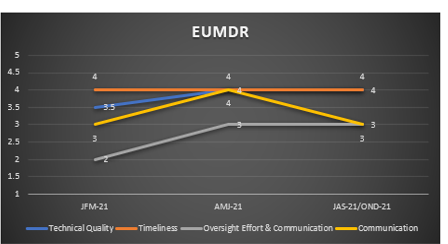 EUMDR
5
4.5
4
3.5
3
2.5
2
1.5
1
4 4 4
3.5 4 4
3 4 3
2 3 3
JFM-21 AMJ-21 JAS-21/OND-21
Technical Quality Timeliness Oversight Effort & Communication Communication